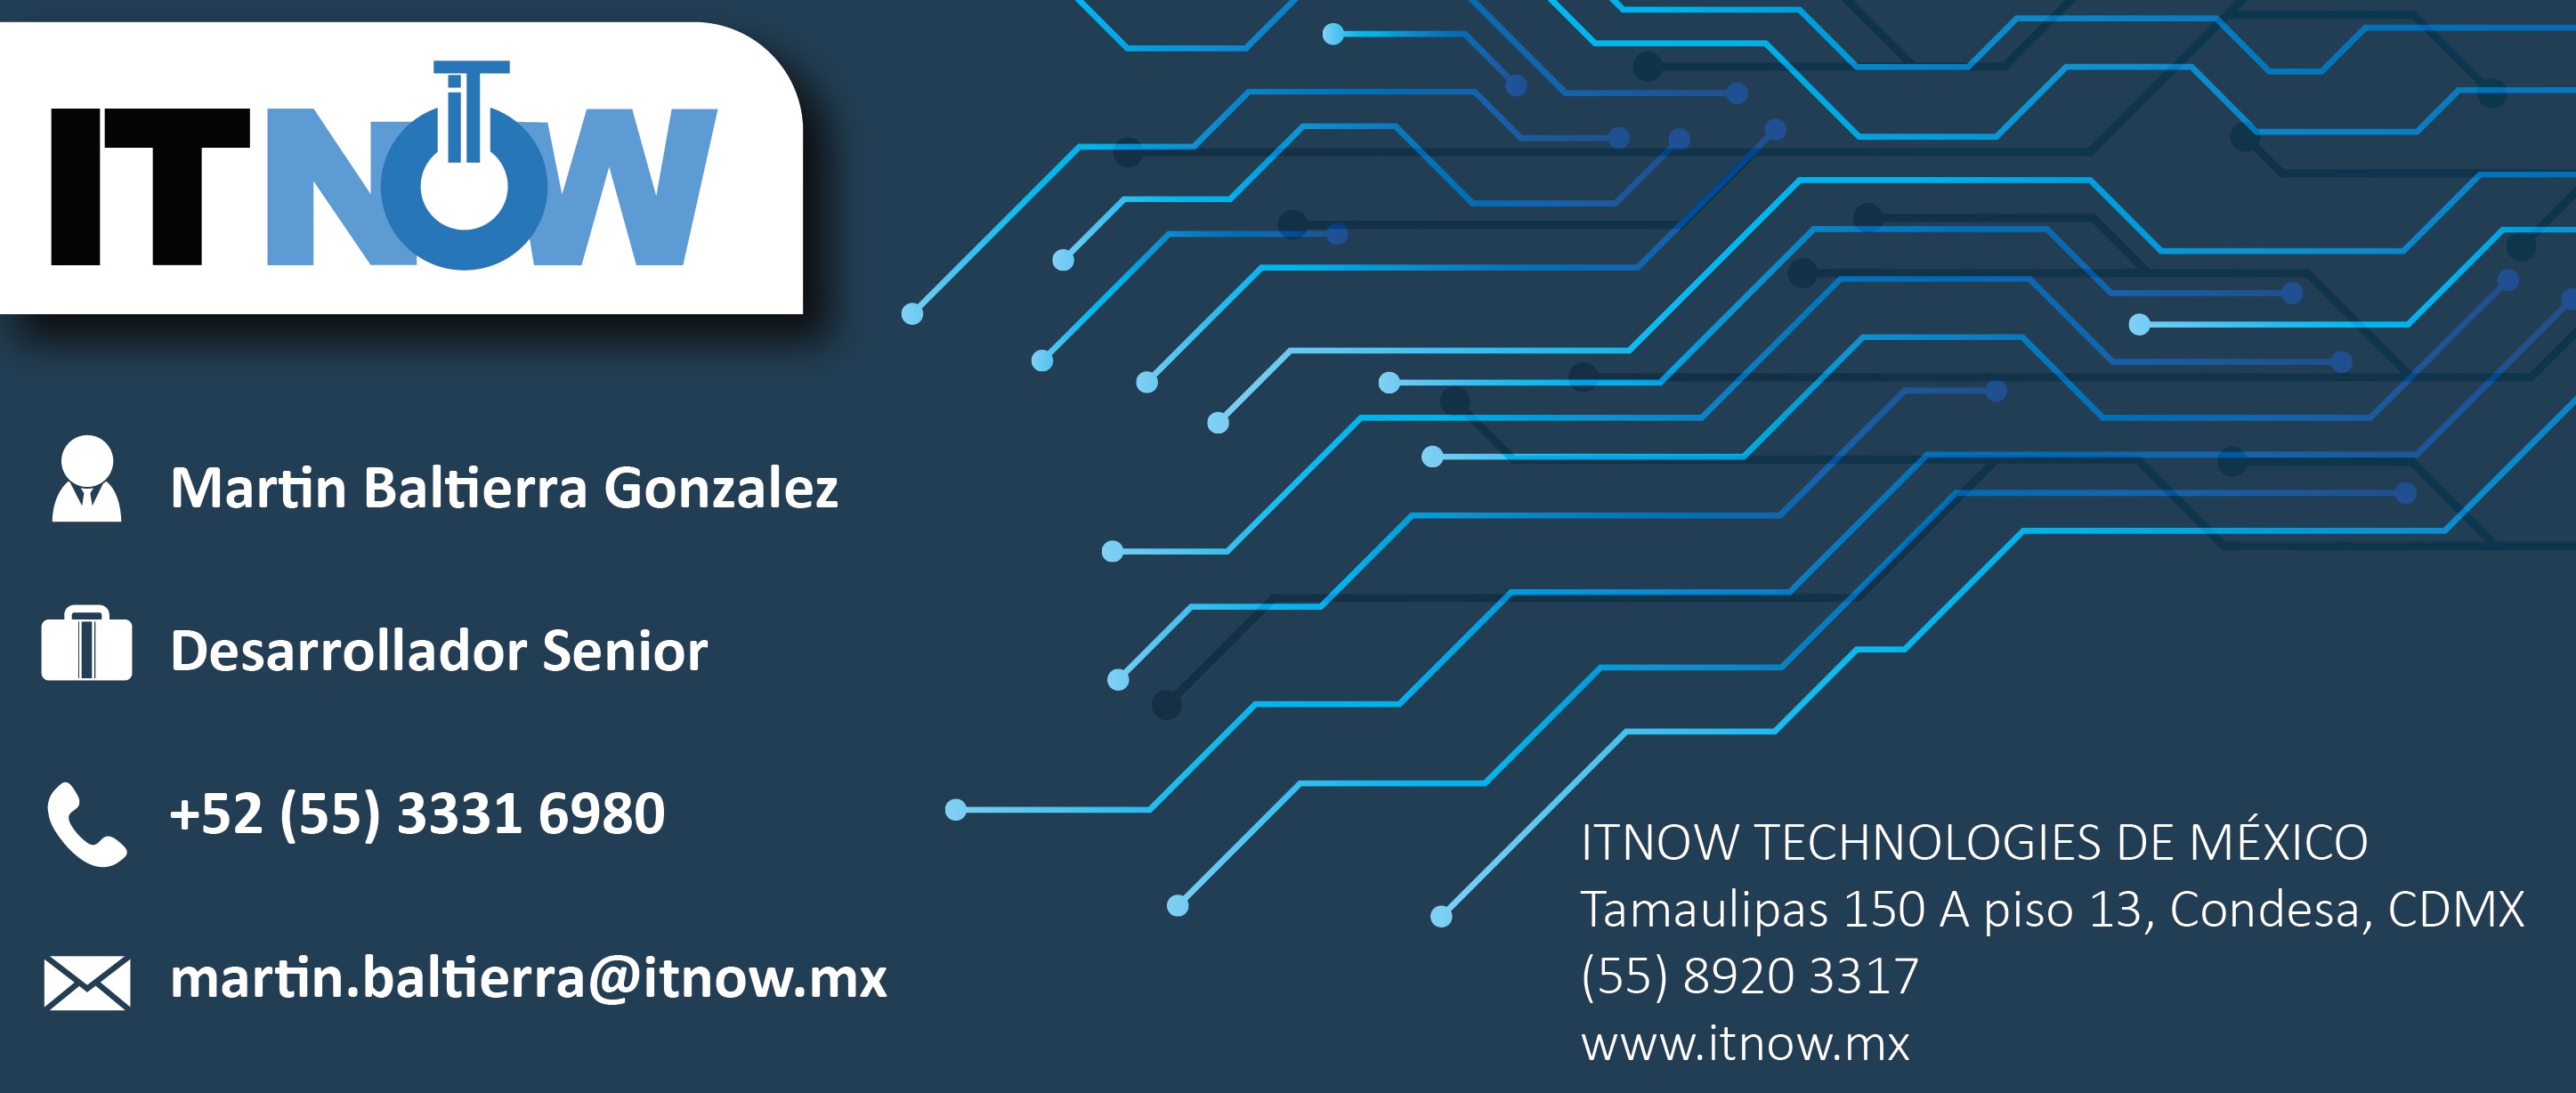 ITNOW
iT
Martin Baltierra Gonzalez
Desarrollador Senior
+52 (55) 3331 6980
martin.baltierra@itnow.mx
ITNOW TECHNOLOGIES DE MÉXICO
Tamaulipas 150 A piso 13, Condesa, CDMX
(55) 8920 3317
www.itnow.mx